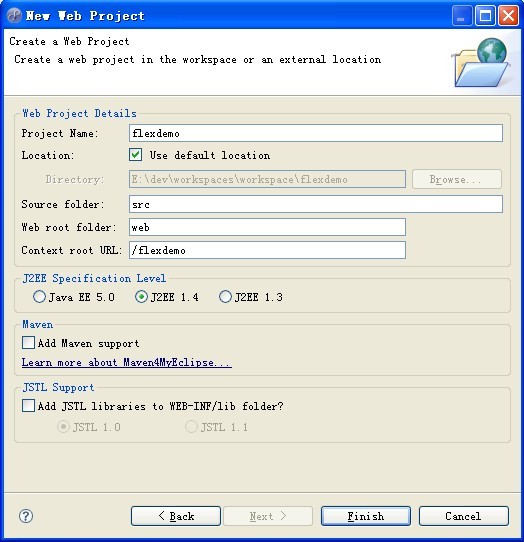 New Web Project
Create a Web Project
Create a web project in the workspace or an external location
Web Project Details
Project Name: flexdemo
Location: Use default location
Directory: E:\dev\workspaces\workspace\flexdemo Browse...
Source folder: src
Web root folder: web
Context root URL: /flexdemo
J2EE Specification Level
Java EE 5.0 J2EE 1.4 J2EE 1.3
Maven
Add Maven support
Learn more about Maven4MyEclipse...
JSTL Support
Add JSTL libraries to WEB-INF/lib folder?
JSTL 1.0 JSTL 1.1
? < Back Next > Finish Cancel